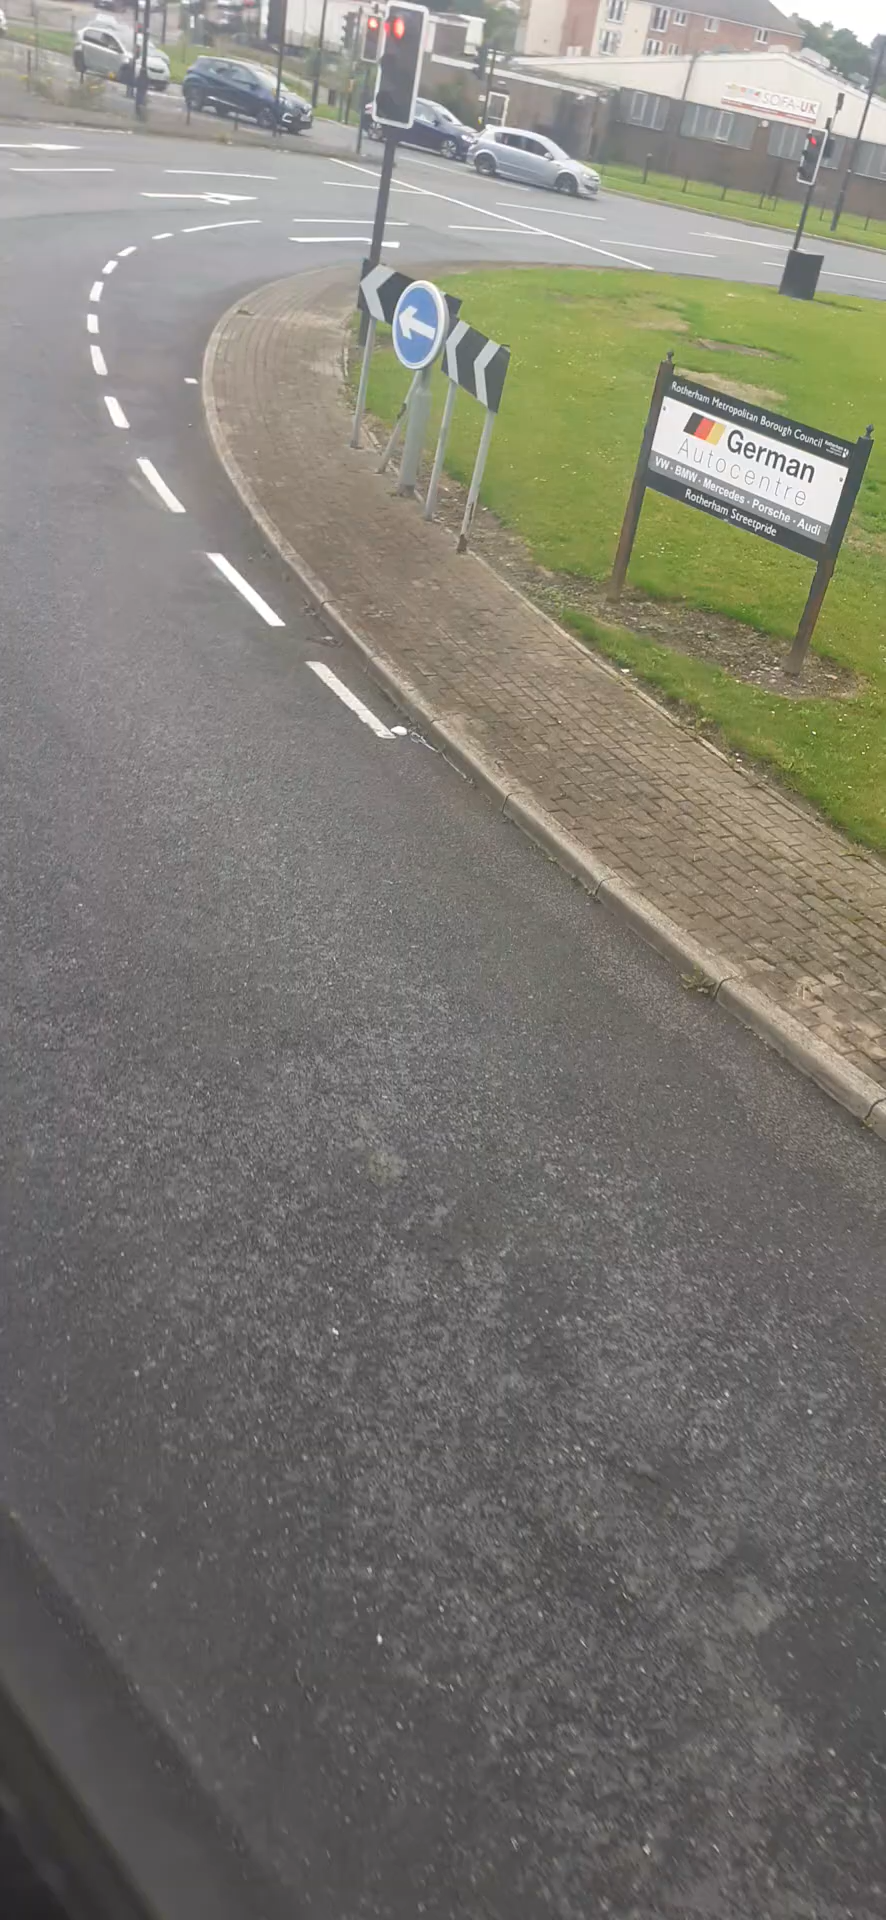 SOFA-UK
Rotherham Metropolitan Borough Council
German
Autocentre
VW · BMW · Mercedes · Porsche · Audi
Rotherham Streetpride